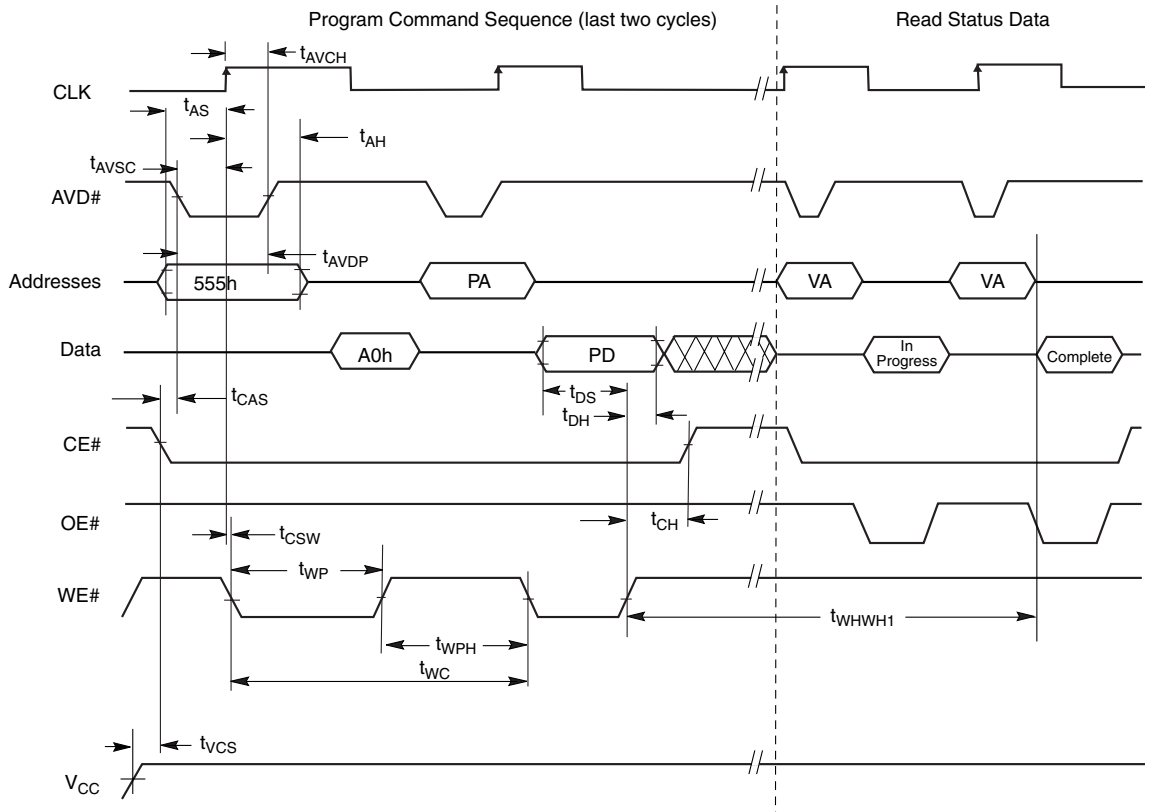 Program Command Sequence (last two cycles)
Read Status Data
tAVCH
CLK
tAS
tAH
tAVSC
AVD#
tAVDP
Addresses
555h
PA
VA
VA
Data
A0h
PD
In
Progress
Complete
tCAS
tDS
tDH
CE#
OE#
tCH
tCSW
tWP
WE#
tWHWH1
tWPH
tWC
tVCS
VCC